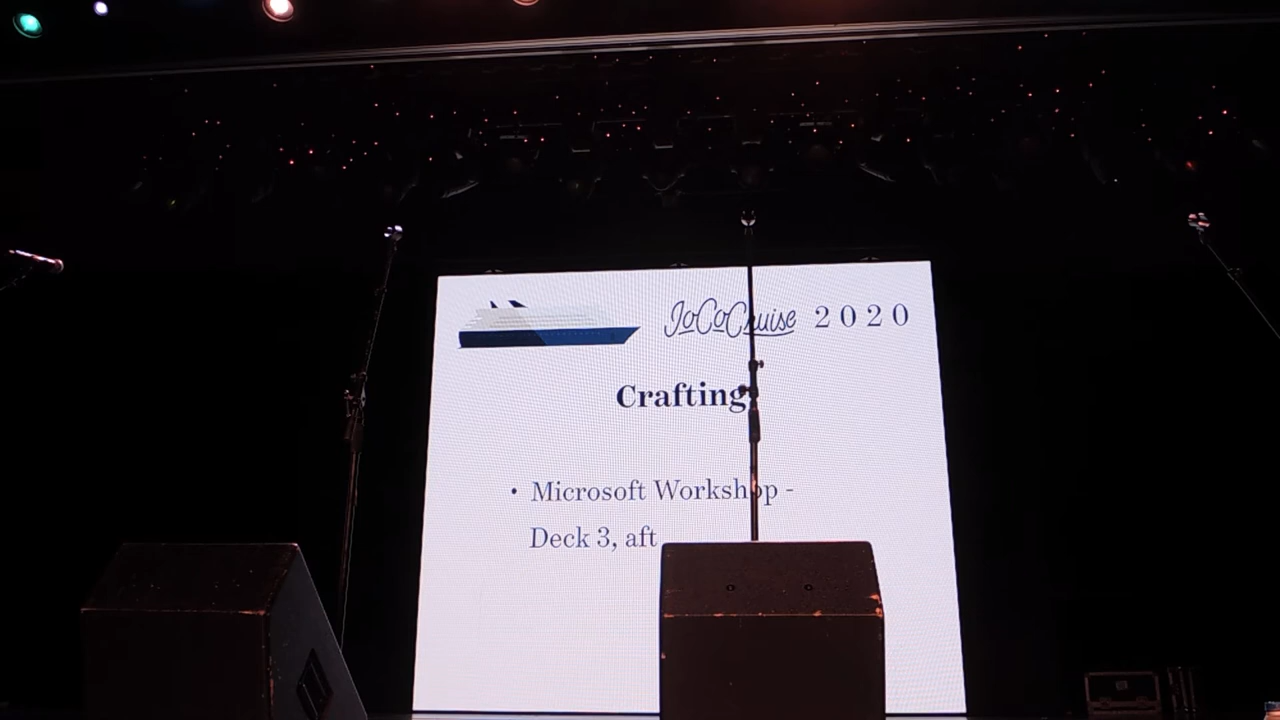 JoCoCruise 2020
Crafting
• Microsoft Workshop -
Deck 3, aft